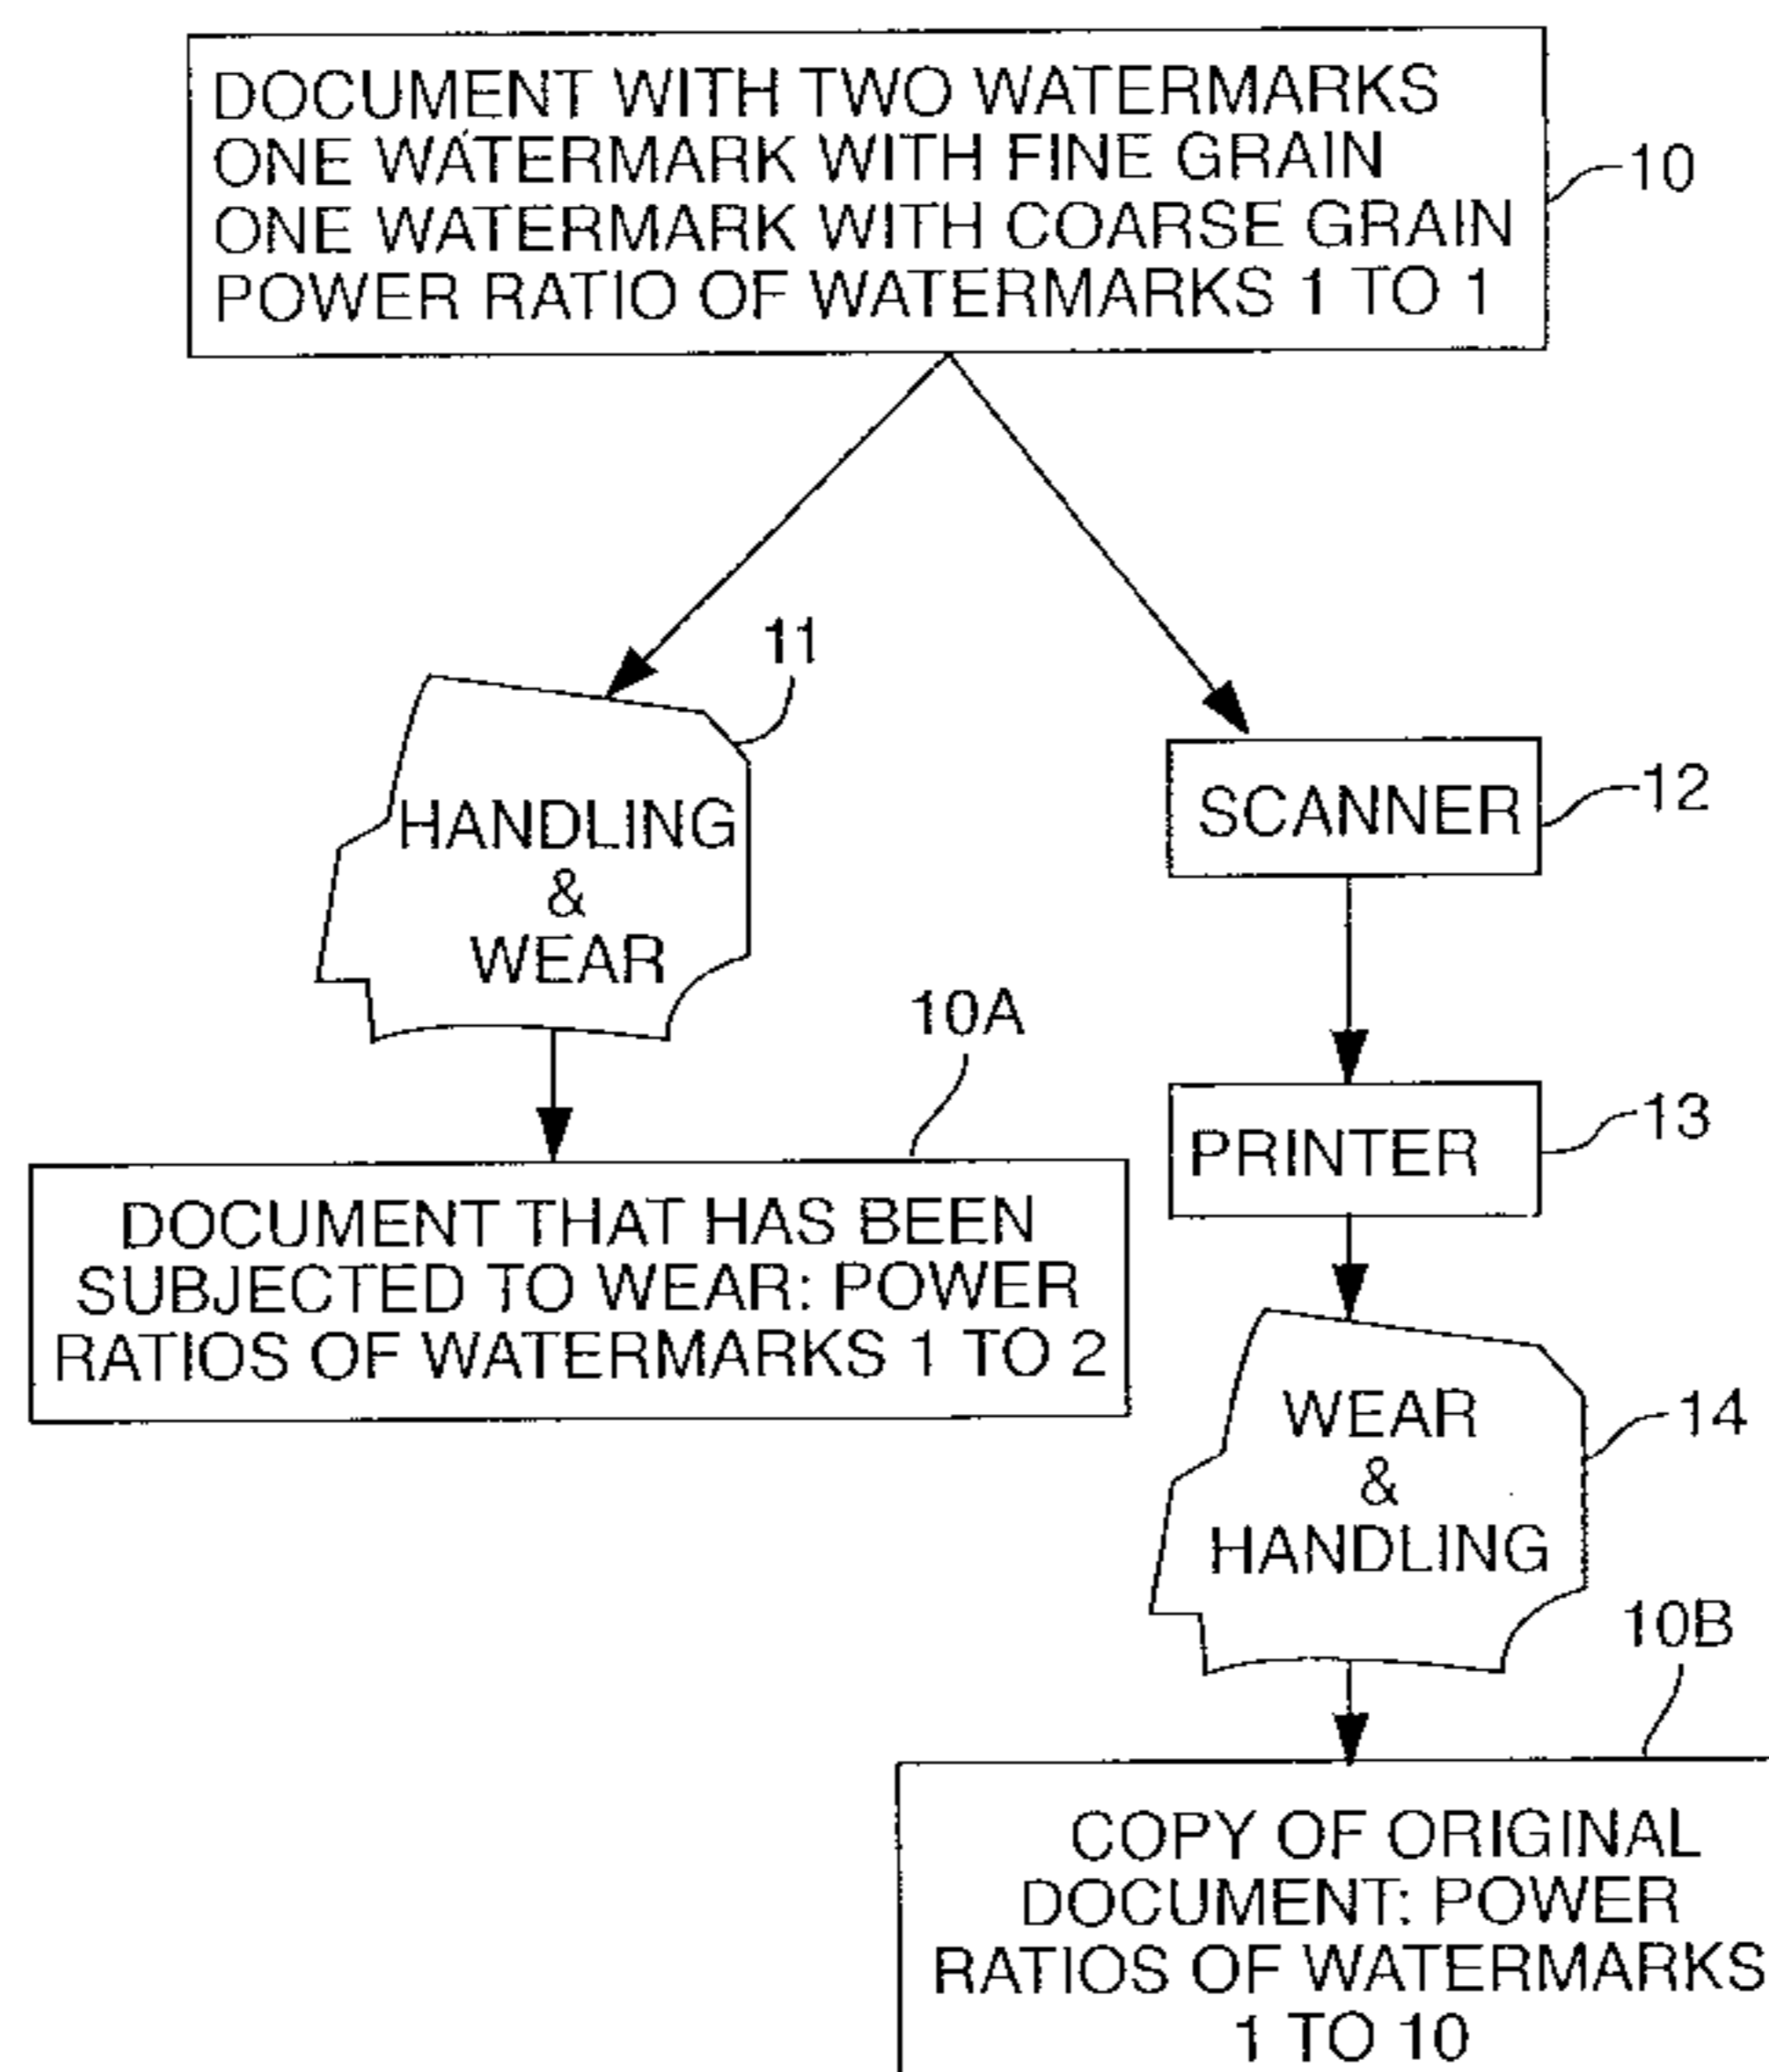 DOCUMENT WITH TWO WATERMARKS
ONE WATERMARK WITH FINE GRAIN
ONE WATERMARK WITH COARSE GRAIN
POWER RATIO OF WATERMARKS 1 TO 1
10
11
HANDLING
&
WEAR
SCANNER
12
10A
PRINTER
13
DOCUMENT THAT HAS BEEN
SUBJECTED TO WEAR: POWER
RATIOS OF WATERMARKS 1 TO 2
WEAR
&
HANDLING
14
10B
COPY OF ORIGINAL
DOCUMENT: POWER
RATIOS OF WATERMARKS
1 TO 10